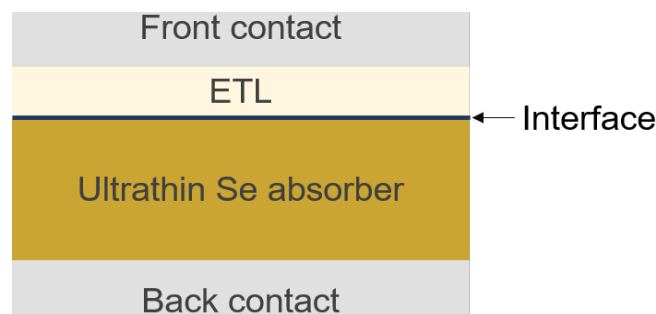 Front contact
ETL
Interface
Ultrathin Se absorber
Back contact